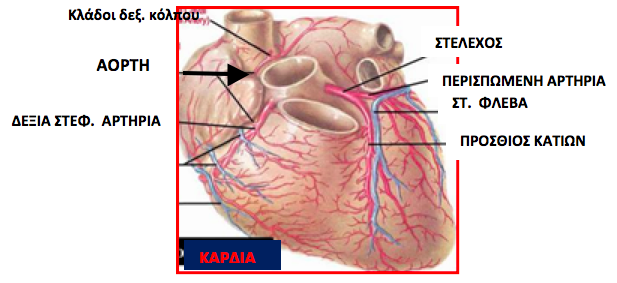 Κλάδοι δεξ. κόλπου
ΣΤΕΛΕΧΟΣ
ΑΟΡΤΗ
ΠΕΡΙΣΠΩΜΕΝΗ ΑΡΤΗΡΙΑ
ΣΤ. ΦΛΕΒΑ
ΔΕΞΙΑ ΣΤΕΦ. ΑΡΤΗΡΙΑ
ΠΡΟΣΘΙΟΣ ΚΑΤΙΩΝ
ΚΑΡΔΙΑ